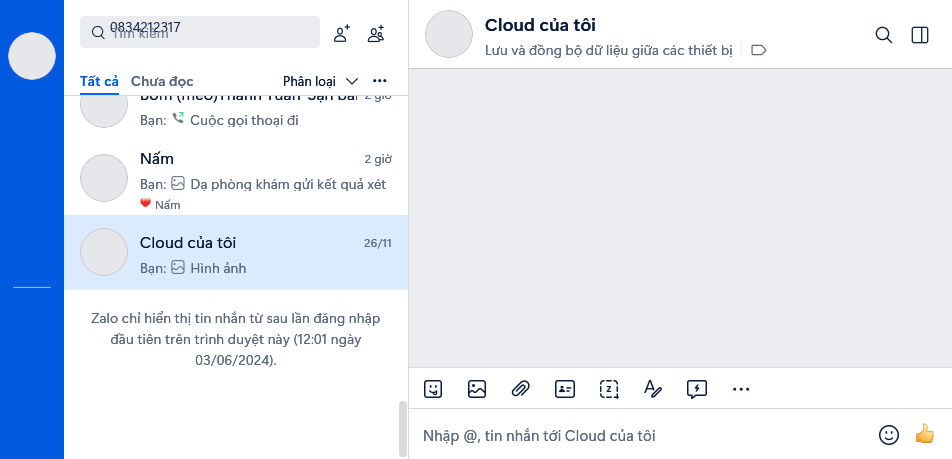 0834212317
Tìm kiếm
Tất cả Chưa đọc Phân loại
Bạn: Cuộc gọi thoại đi
Nấm 2 giờ
Bạn: Dạ phòng khám gửi kết quả xét
Nấm
Cloud của tôi 26/11
Bạn: Hình ảnh
Zalo chỉ hiển thị tin nhắn từ sau lần đăng nhập
đầu tiên trên trình duyệt này (12:01 ngày
03/06/2024).
Cloud của tôi
Lưu và đồng bộ dữ liệu giữa các thiết bị
Nhập @, tin nhắn tới Cloud của tôi